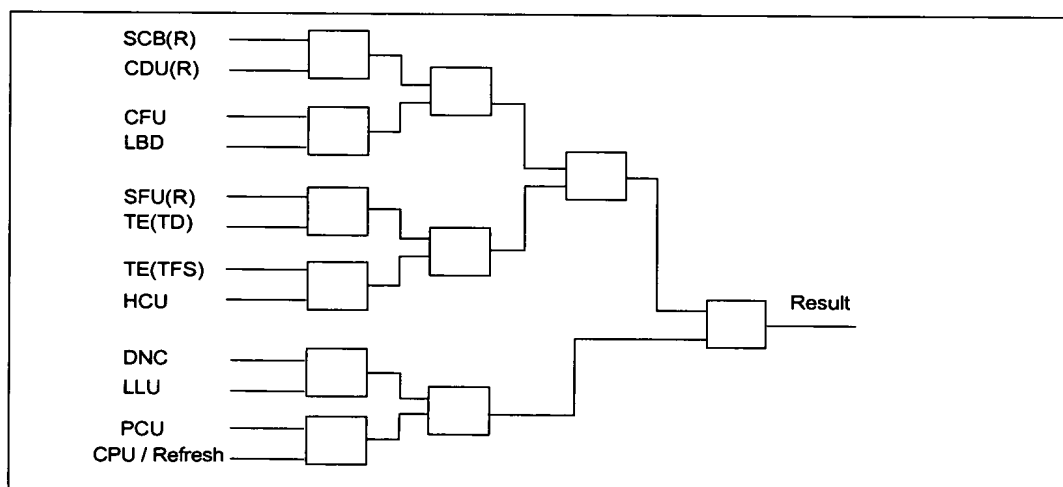 SCB(R)
CDU(R)
CFU
LBD
SFU(R)
TE(TD)
TE(TFS)
HCU
Result
DNC
LLU
PCU
CPU / Refresh